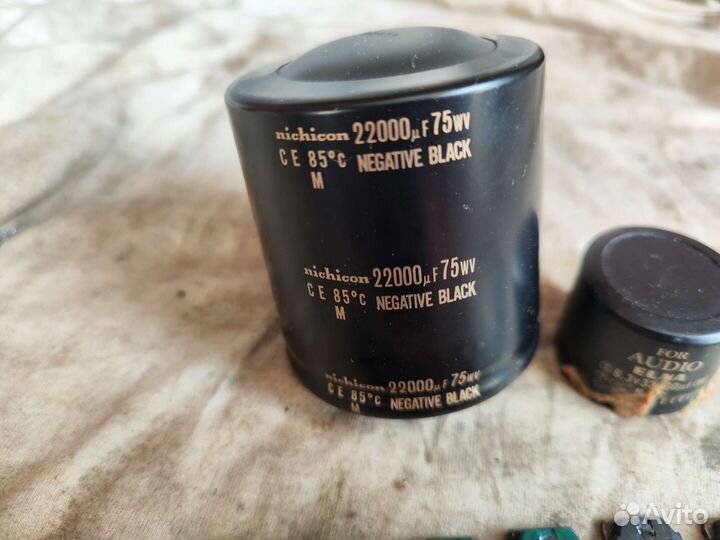 nichicon 22000µF 75WV
CE 85°C NEGATIVE BLACK
M
nichicon 22000µF 75WV
CE 85°C NEGATIVE BLACK
M
nichicon 22000µF 75WV
CE 85°C NEGATIVE BLACK
M
FOR
AUDIO
ELNA
Avito